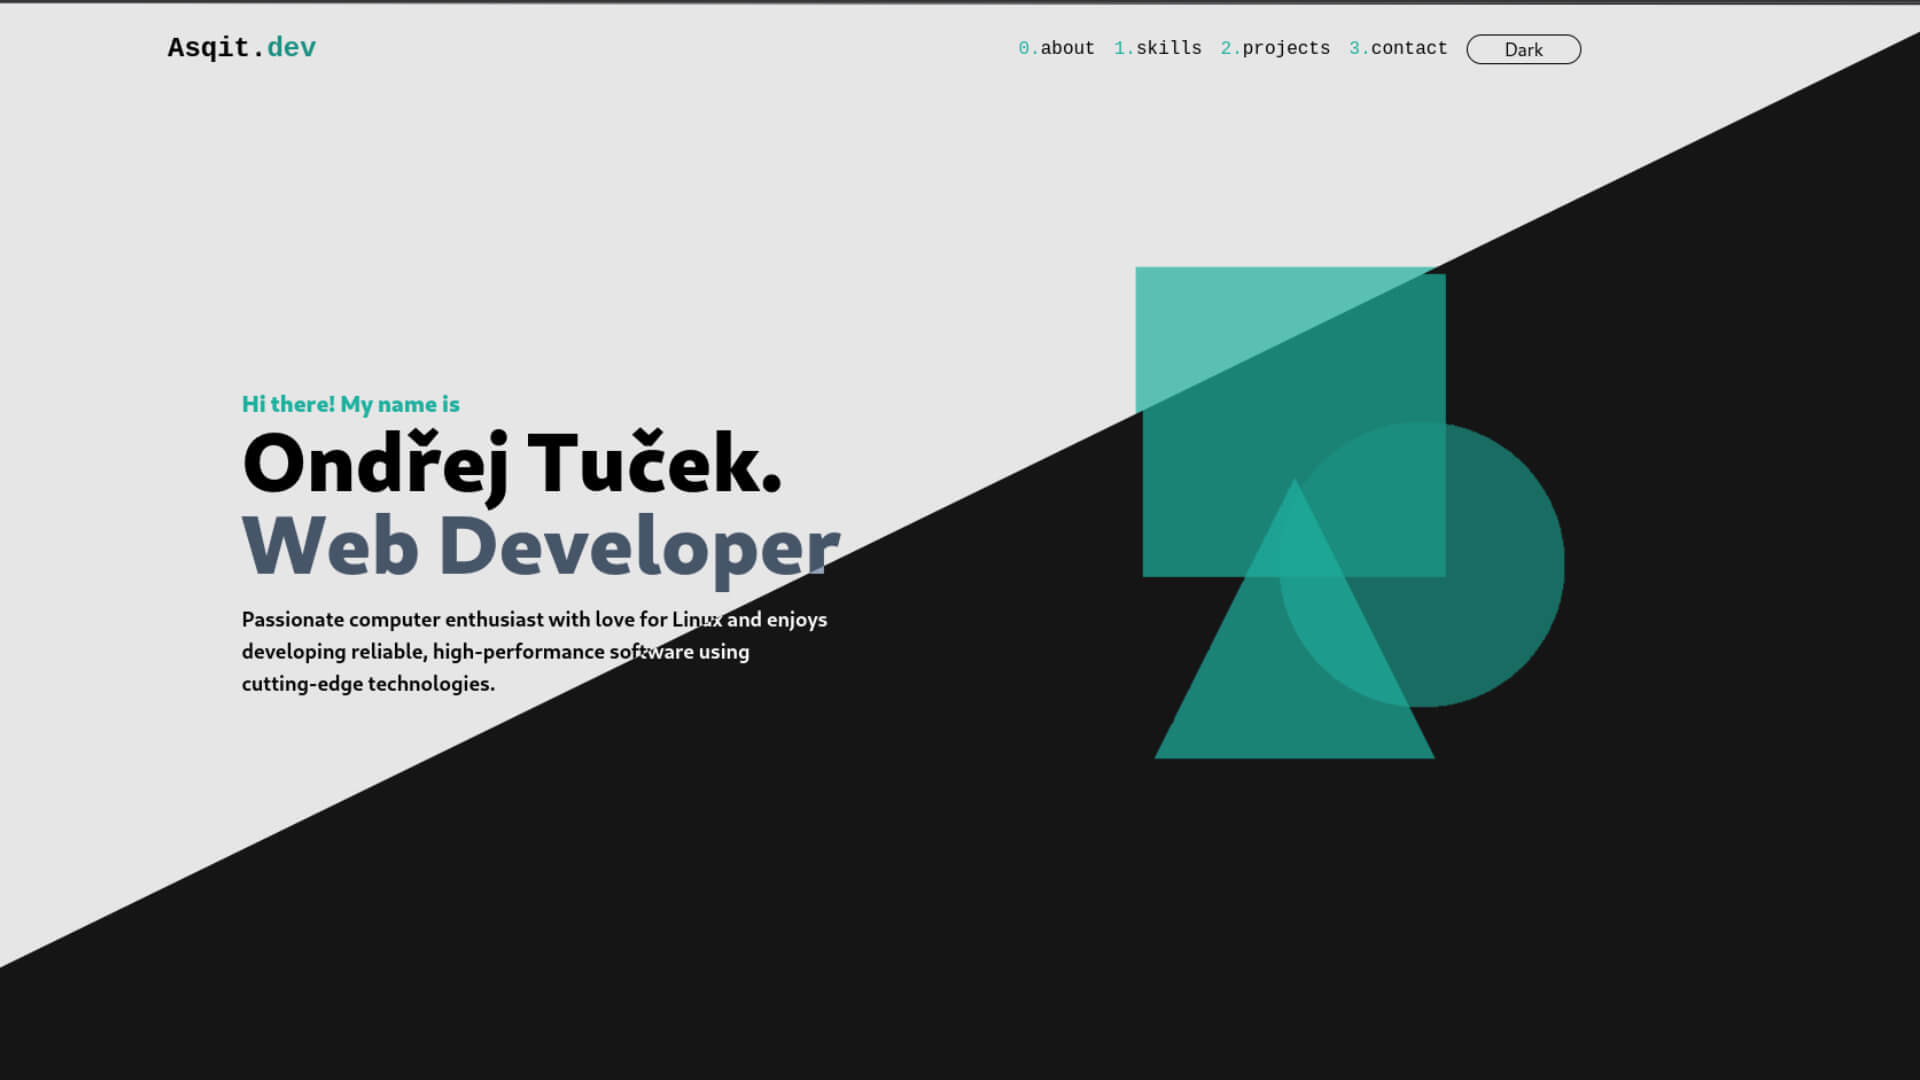 Asqit.dev
0.about 1.skills 2.projects 3.contact Dark
Hi there! My name is
Ondřej Tuček.
Web Developer
Passionate computer enthusiast with love for Linux and enjoys
developing reliable, high-performance software using
cutting-edge technologies.